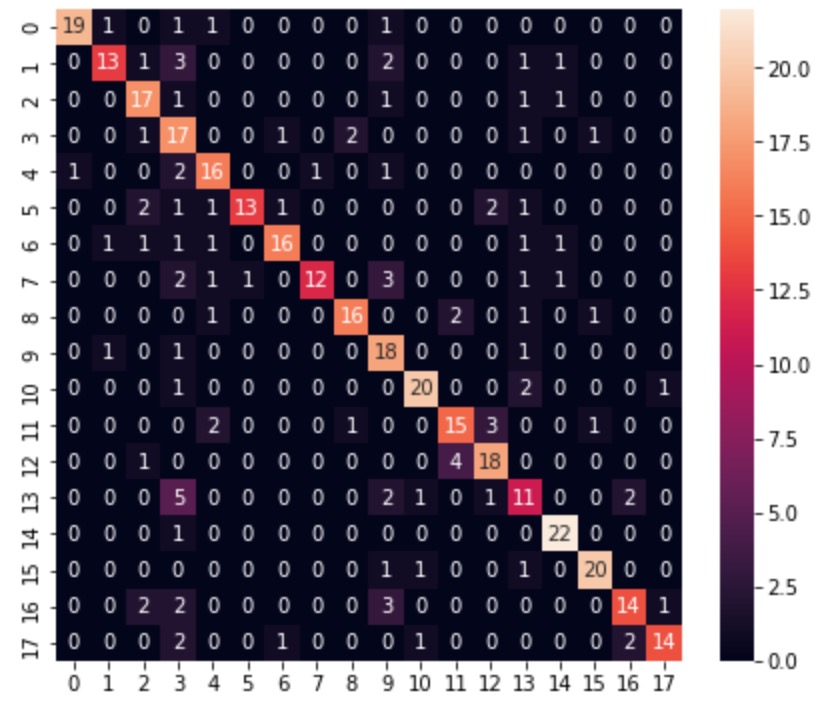 0 19 1 0 1 1 0 0 0 0 1 0 0 0 0 0 0 0 0
1 0 13 1 3 0 0 0 0 0 2 0 0 0 1 1 0 0 0
20.0
2 0 0 17 1 0 0 0 0 0 1 0 0 0 1 1 0 0 0
3 0 0 1 17 0 0 1 0 2 0 0 0 0 1 0 1 0 0
17.5
4 1 0 0 2 16 0 0 1 0 1 0 0 0 0 0 0 0 0
5 0 0 2 1 1 13 1 0 0 0 0 0 2 1 0 0 0 0
15.0
6 0 1 1 1 1 0 16 0 0 0 0 0 0 1 1 0 0 0
7 0 0 0 2 1 1 0 12 0 3 0 0 0 1 1 0 0 0
12.5
8 0 0 0 0 1 0 0 0 16 0 0 2 0 1 0 1 0 0
9 0 1 0 1 0 0 0 0 0 18 0 0 0 1 0 0 0 0
10.0
10 0 0 0 1 0 0 0 0 0 0 20 0 0 2 0 0 0 1
11 0 0 0 0 2 0 0 0 1 0 0 15 3 0 0 1 0 0
7.5
12 0 0 1 0 0 0 0 0 0 0 0 4 18 0 0 0 0 0
13 0 0 0 5 0 0 0 0 0 2 1 0 1 11 0 0 2 0
5.0
14 0 0 0 1 0 0 0 0 0 0 0 0 0 0 22 0 0 0
15 0 0 0 0 0 0 0 0 0 1 1 0 0 1 0 20 0 0
2.5
16 0 0 2 2 0 0 0 0 0 3 0 0 0 0 0 0 14 1
17 0 0 0 2 0 0 1 0 0 0 1 0 0 0 0 0 2 14
0.0
0 1 2 3 4 5 6 7 8 9 10 11 12 13 14 15 16 17